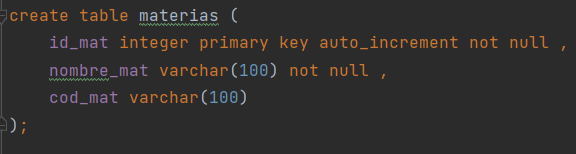 create table materias (
id_mat integer primary key auto_increment not null ,
nombre_mat varchar(100) not null ,
cod_mat varchar(100)
);